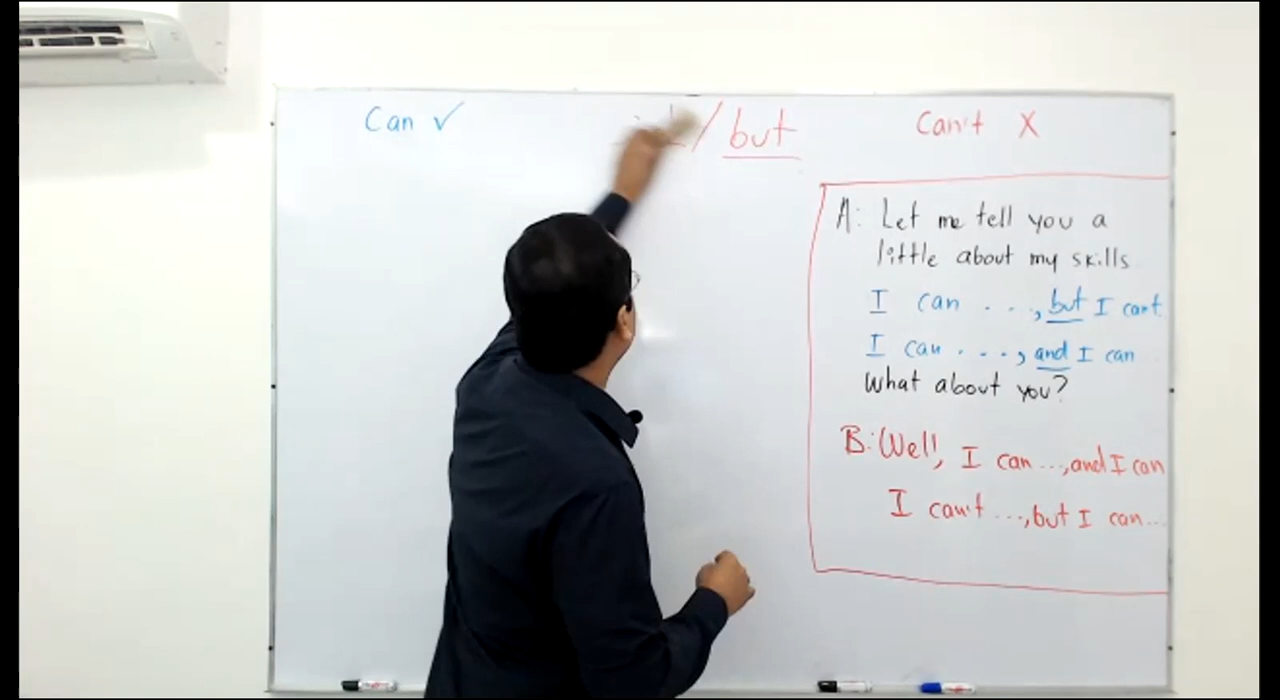 Can ✓
/ but
Can't X
A: Let me tell you a
little about my skills
I can ...., but I can't
I can ...., and I can
What about you?
B: Well, I can ...., and I can
I can't ...., but I can ...